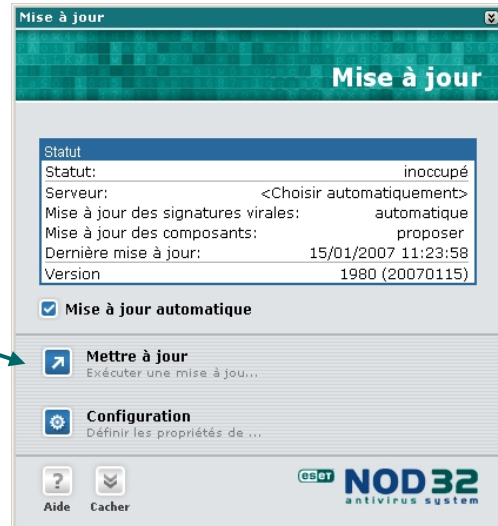 Mise à jour
Mise à jour
Statut
Statut: inoccupé
Serveur: <Choisir automatiquement>
Mise à jour des signatures virales: automatique
Mise à jour des composants: proposer
Dernière mise à jour: 15/01/2007 11:23:58
Version 1980 (20070115)
Mise à jour automatique
Mettre à jour
Exécuter une mise à jou...
Configuration
Définir les propriétés de ...
?
Aide Cacher
eseT NOD32
antivirus system